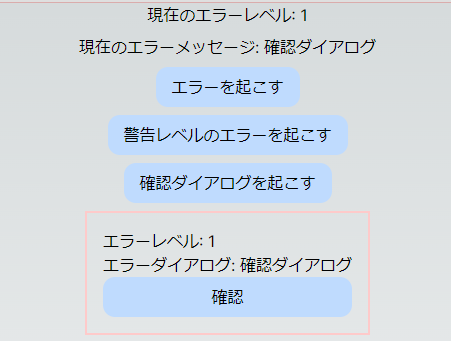 現在のエラーレベル: 1
現在のエラーメッセージ: 確認ダイアログ
エラーを起こす
警告レベルのエラーを起こす
確認ダイアログを起こす
エラーレベル: 1
エラーダイアログ: 確認ダイアログ
確認